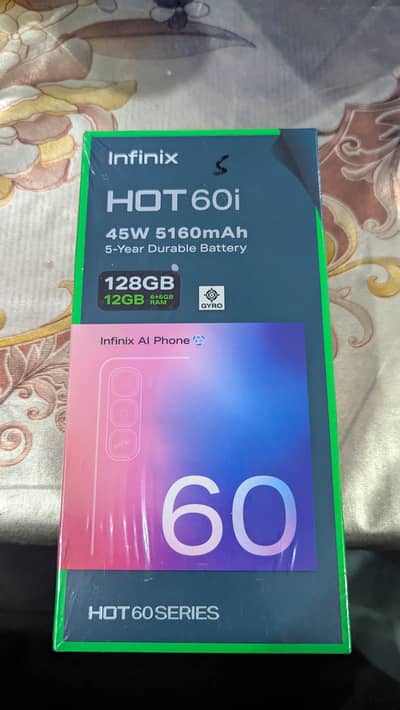 Infinix
S
HOT 60i
45W 5160mAh
5-Year Durable Battery
128GB
12GB 6+6GB RAM
GYRO
Infinix AI Phone
60
HOT 60 SERIES